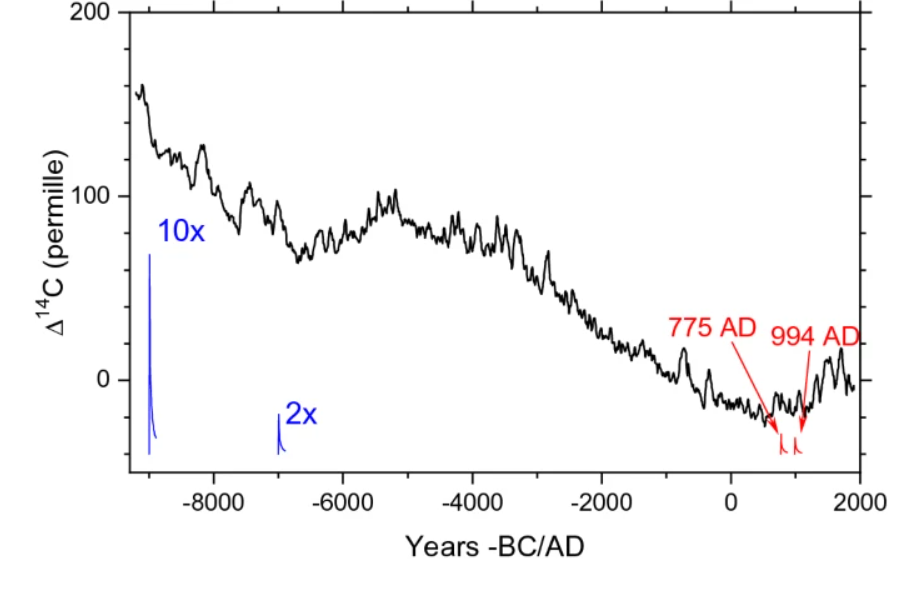 200
100
0
Δ14C (permille)
10x
2x
775 AD
994 AD
-8000 -6000 -4000 -2000 0 2000
Years -BC/AD